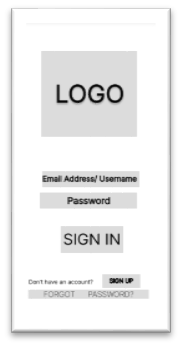 LOGO
Email Address/ Username
Password
SIGN IN
Don't have an account? SIGN UP
FORGOT PASSWORD?